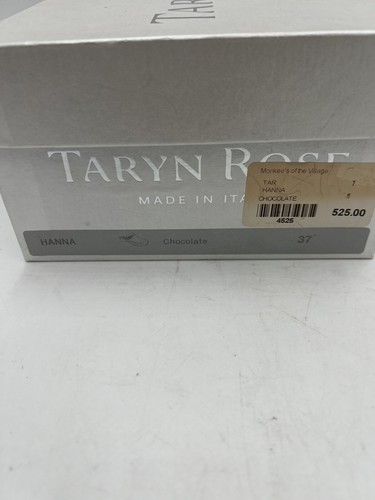 TAR
TARYN ROSE
MADE IN ITA
HANNA Chocolate 37
Monkee's of the Village
TAR 7
HANNA
CHOCOLATE
4525
525.00